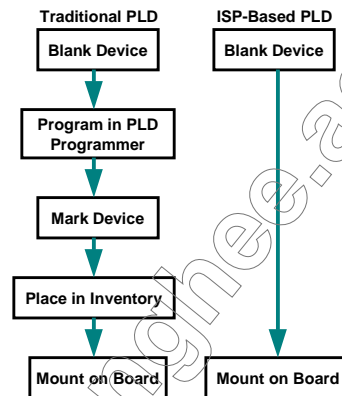 Traditional PLD
ISP-Based PLD
Blank Device
Blank Device
Program in PLD
Programmer
Mark Device
Place in Inventory
Mount on Board
Mount on Board
nghee.a